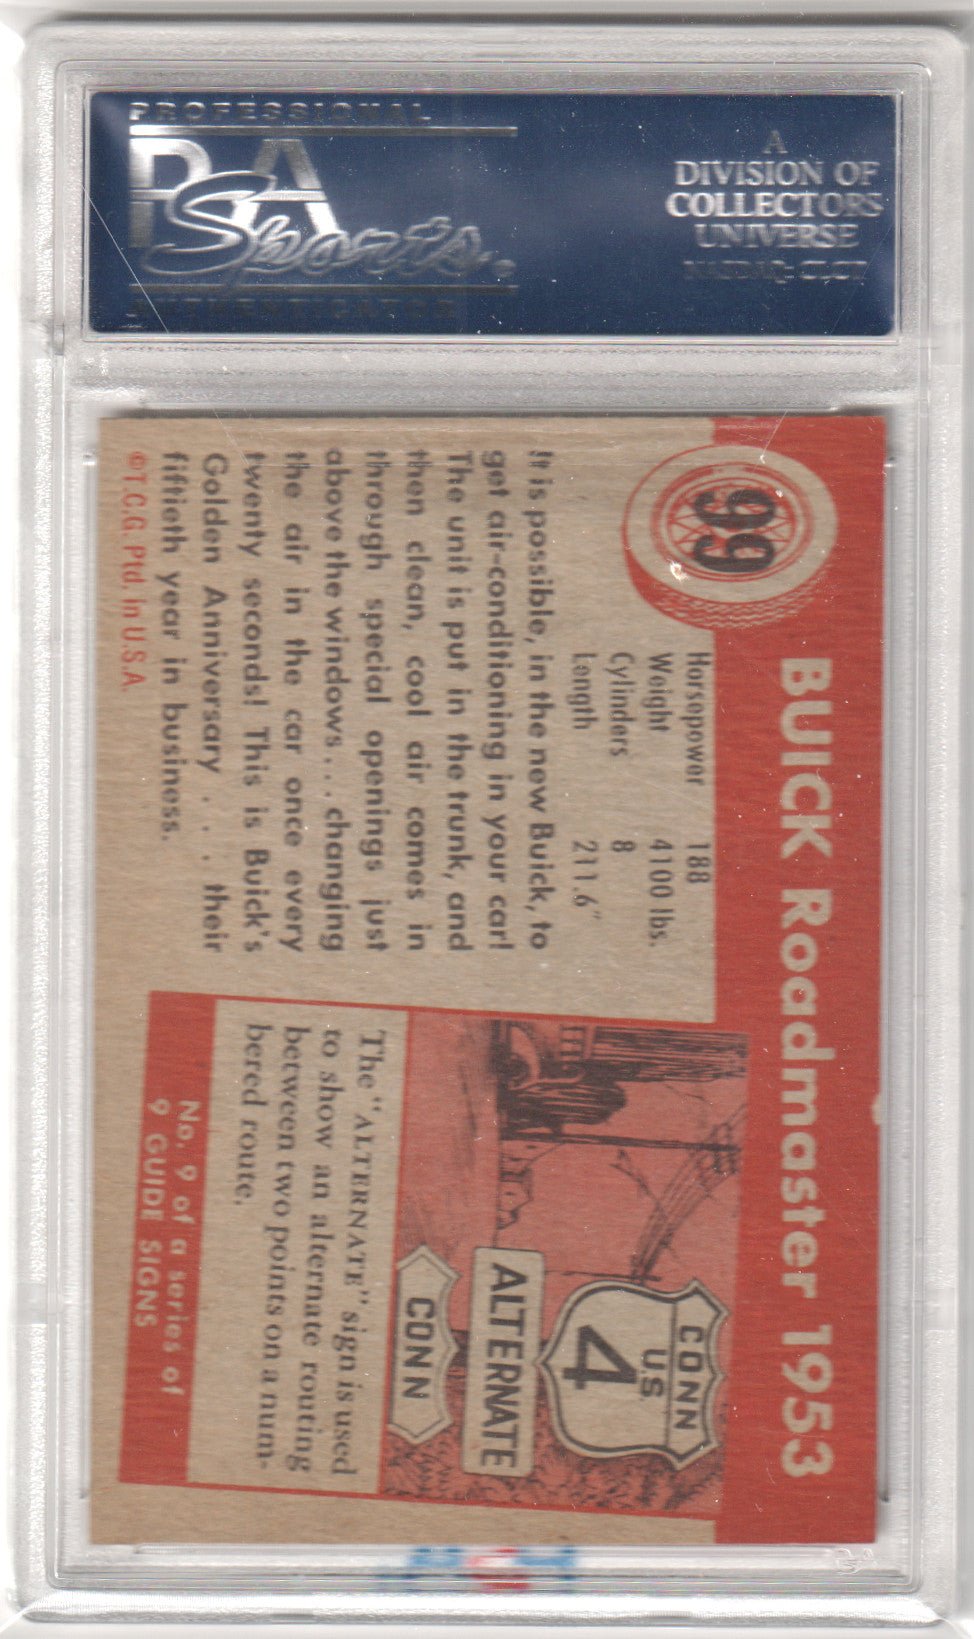 PROFESSIONAL
PSA
Sports
AUTHENTICATOR
A
DIVISION OF
COLLECTORS
UNIVERSE
NASDAQ: CLCT
99
BUICK Roadmaster 1953
Horsepower 188
Weight 4100 lbs.
Cylinders 8
Length 211.6"
It is possible, in the new Buick, to
get air-conditioning in your car!
The unit is put in the trunk, and
then clean, cool air comes in
through special openings just
above the windows . . . changing
the air in the car once every
twenty seconds! This is Buick's
Golden Anniversary . . . their
fiftieth year in business.
©T.C.G. Ptd. in U.S.A.
CONN
U.S.
4
ALTERNATE
CONN
The "ALTERNATE" sign is used
to show an alternate routing
between two points on a num-
bered route.
No. 9 of a series of
9 GUIDE SIGNS